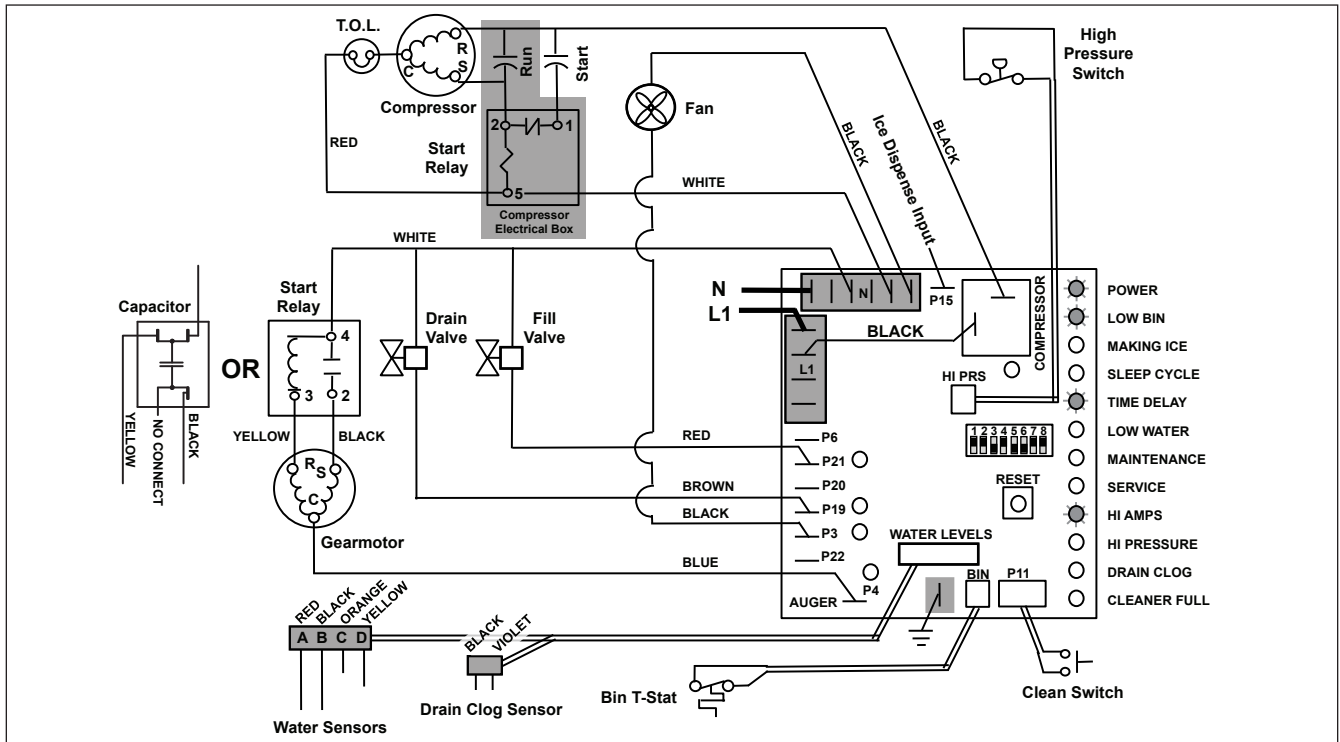 T.O.L.
R
S
C
Compressor
Run
Start
2
1
Start
Relay
5
Compressor
Electrical Box
RED
Fan
BLACK
Ice Dispense Input
BLACK
High
Pressure
Switch
WHITE
WHITE
Capacitor
YELLOW
NO CONNECT
BLACK
OR
Start
Relay
4
3
2
YELLOW
BLACK
R
S
C
Gearmotor
Drain
Valve
Fill
Valve
N
L1
N
P15
BLACK
L1
COMPRESSOR
HI PRS
1 2 3 4 5 6 7 8
RESET
RED
BROWN
BLACK
BLUE
P6
P21
P20
P19
P3
P22
P4
AUGER
WATER LEVELS
BIN
P11
POWER
LOW BIN
MAKING ICE
SLEEP CYCLE
TIME DELAY
LOW WATER
MAINTENANCE
SERVICE
HI AMPS
HI PRESSURE
DRAIN CLOG
CLEANER FULL
RED
BLACK
ORANGE
YELLOW
A B C D
Water Sensors
BLACK
VIOLET
Drain Clog Sensor
Bin T-Stat
Clean Switch